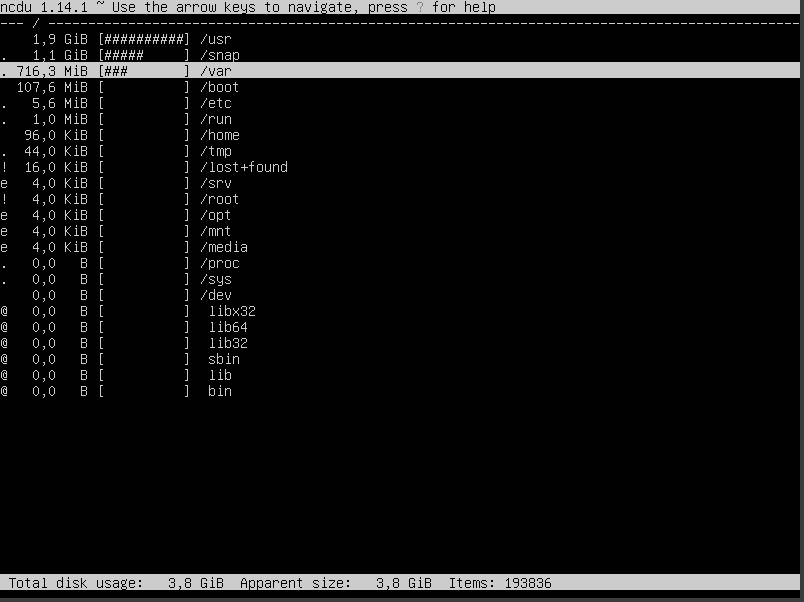 ncdu 1.14.1 ~ Use the arrow keys to navigate, press ? for help
--- / ----------------------------------------------------------------------------------------------
    1,9 GiB [##########] /usr
.   1,1 GiB [#####     ] /snap
. 716,3 MiB [###       ] /var
  107,6 MiB [          ] /boot
.   5,6 MiB [          ] /etc
.   1,0 MiB [          ] /run
   96,0 KiB [          ] /home
.  44,0 KiB [          ] /tmp
!  16,0 KiB [          ] /lost+found
e   4,0 KiB [          ] /srv
!   4,0 KiB [          ] /root
e   4,0 KiB [          ] /opt
e   4,0 KiB [          ] /mnt
e   4,0 KiB [          ] /media
.   0,0   B [          ] /proc
.   0,0   B [          ] /sys
    0,0   B [          ] /dev
@   0,0   B [          ]  libx32
@   0,0   B [          ]  lib64
@   0,0   B [          ]  lib32
@   0,0   B [          ]  sbin
@   0,0   B [          ]  lib
@   0,0   B [          ]  bin
Total disk usage:   3,8 GiB  Apparent size:   3,8 GiB  Items: 193836